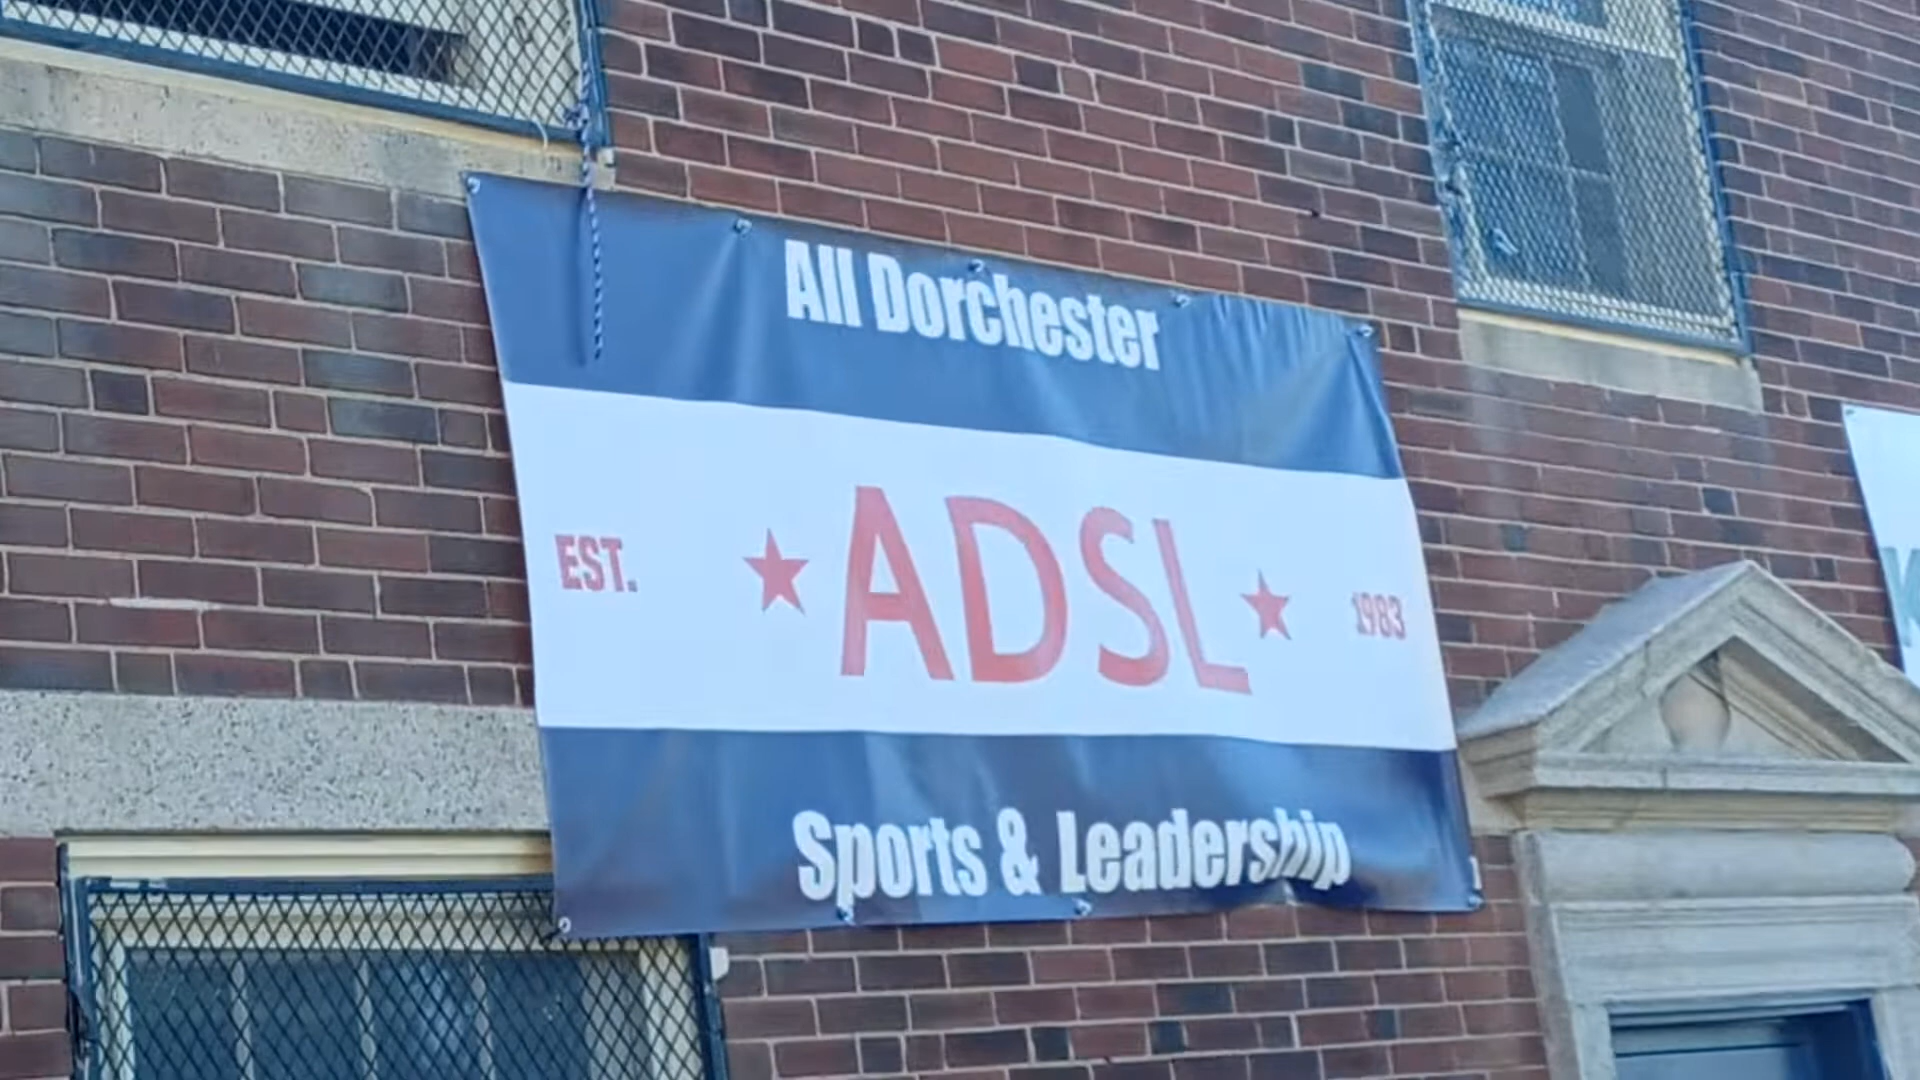 All Dorchester
EST. ★ ADSL ★ 1983
Sports & Leadership